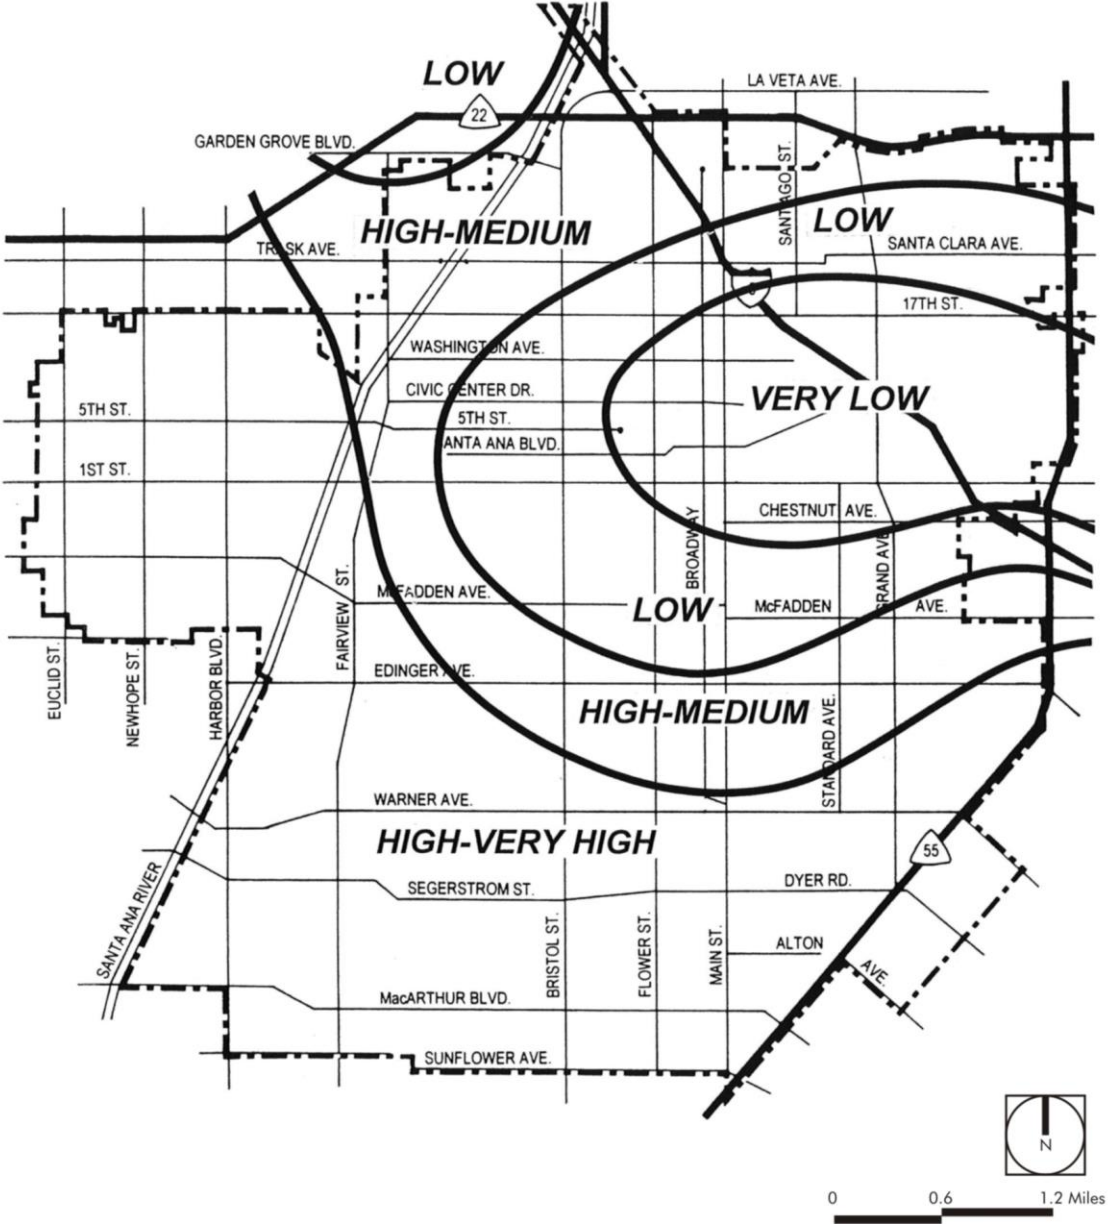 LA VETA AVE.
LOW
22
GARDEN GROVE BLVD.
SANTIAGO ST.
LOW
HIGH-MEDIUM
SANTA CLARA AVE.
TRASK AVE.
17TH ST.
WASHINGTON AVE.
CIVIC CENTER DR.
VERY LOW
5TH ST.
5TH ST.
ANTA ANA BLVD.
1ST ST.
CHESTNUT AVE.
BROADWAY
GRAND AVE.
FAIRVIEW ST.
McFADDEN AVE.
LOW
McFADDEN AVE.
EUCLID ST.
NEWHOPE ST.
HARBOR BLVD.
EDINGER AVE.
HIGH-MEDIUM
STANDARD AVE.
WARNER AVE.
HIGH-VERY HIGH
55
SANTA ANA RIVER
SEGERSTROM ST.
DYER RD.
BRISTOL ST.
FLOWER ST.
MAIN ST.
ALTON
AVE.
MacARTHUR BLVD.
SUNFLOWER AVE.
N
0 0.6 1.2 Miles